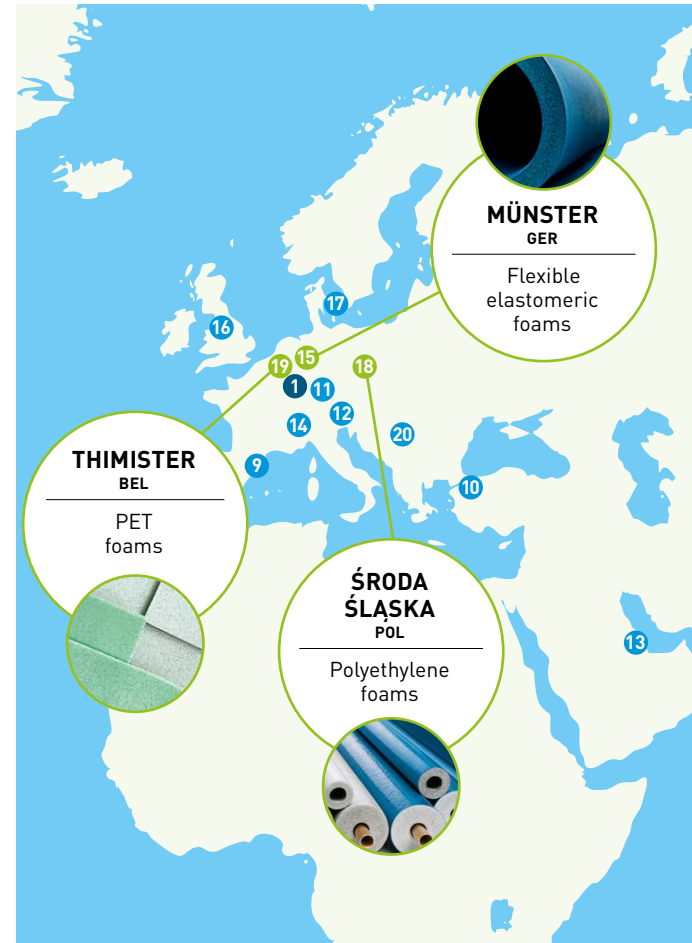 MÜNSTER
GER
Flexible
elastomeric
foams
17
16
15
19
18
1
11
12
14
20
9
10
THIMISTER
BEL
PET
foams
ŚRODA
ŚLĄSKA
POL
Polyethylene
foams
13